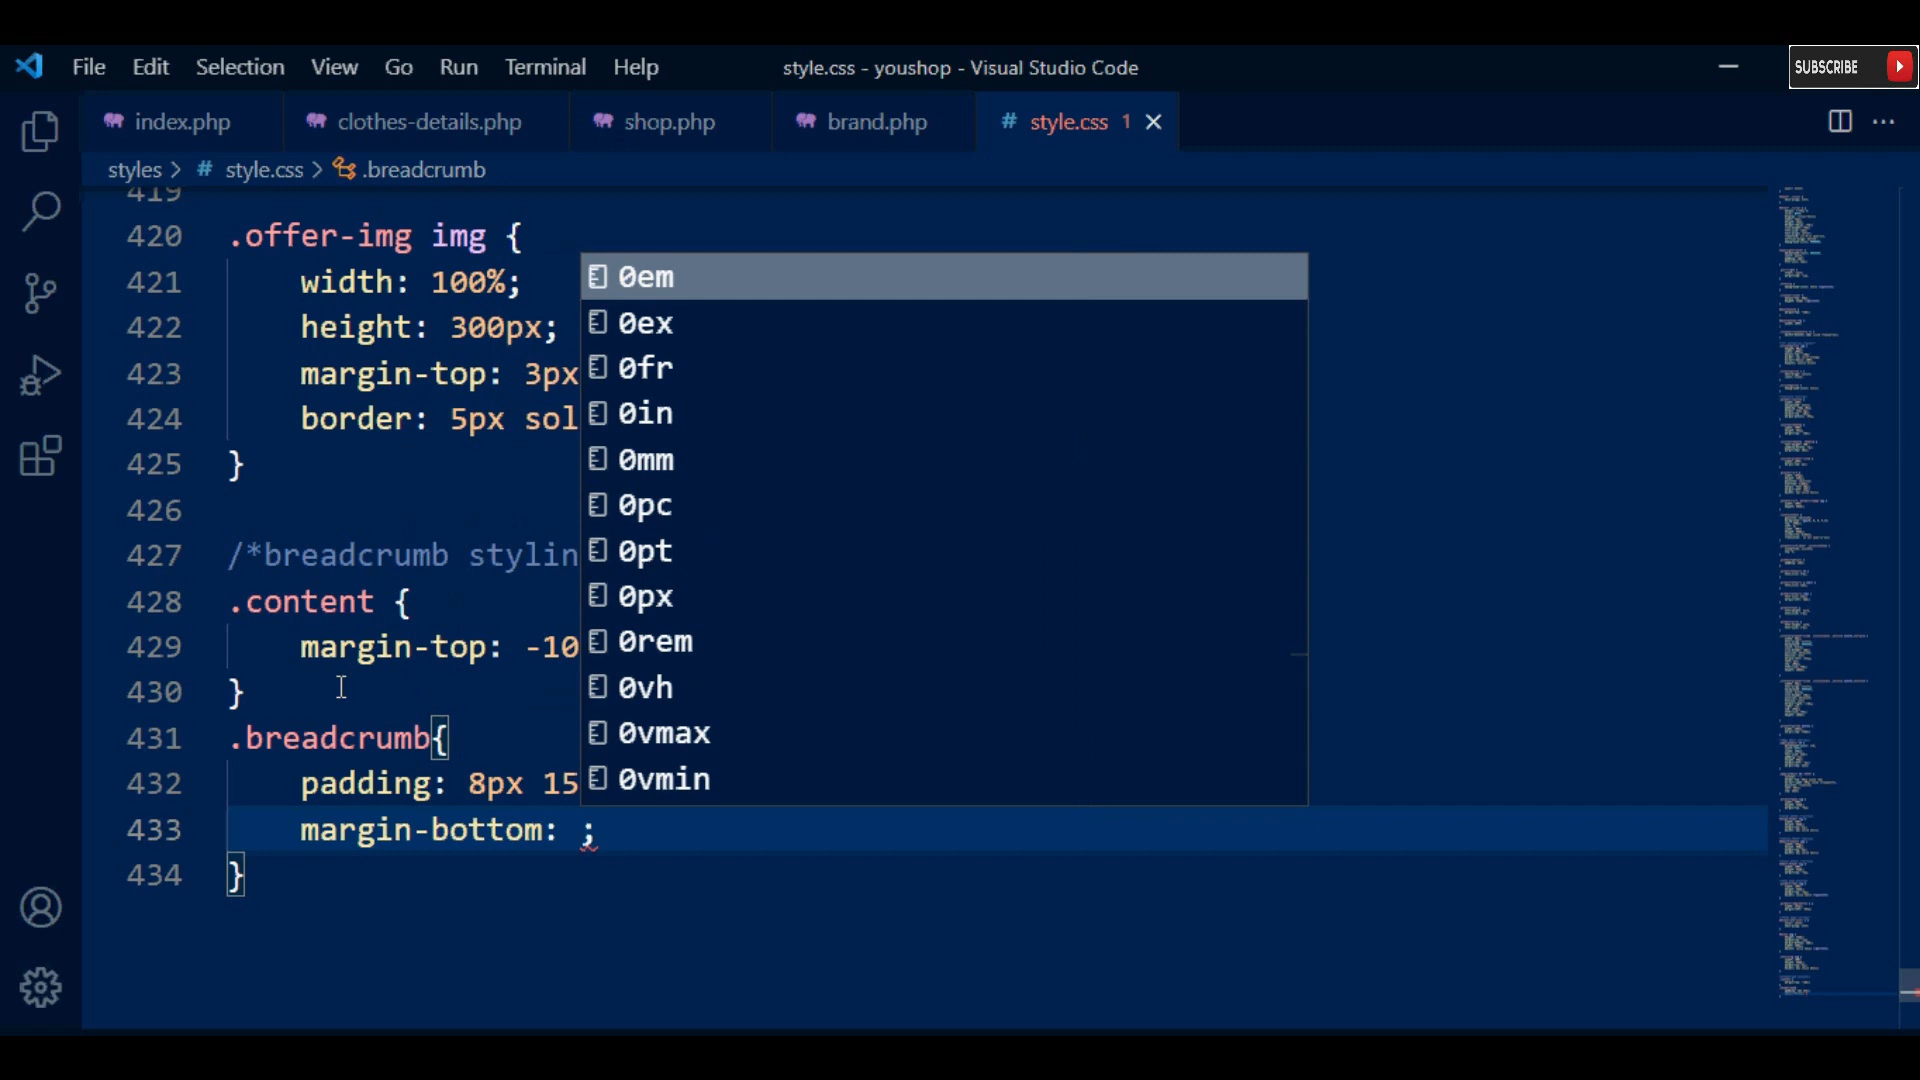 File Edit Selection View Go Run Terminal Help style.css - youshop - Visual Studio Code SUBSCRIBE
index.php clothes-details.php shop.php brand.php # style.css 1
styles > # style.css > .breadcrumb
419
420 .offer-img img {
421 width: 100%;
422 height: 300px;
423 margin-top: 3px
424 border: 5px sol
425 }
426
427 /*breadcrumb stylin
428 .content {
429 margin-top: -10
430 }
431 .breadcrumb{
432 padding: 8px 15
433 margin-bottom: ;
434 }
0em
0ex
0fr
0in
0mm
0pc
0pt
0px
0rem
0vh
0vmax
0vmin